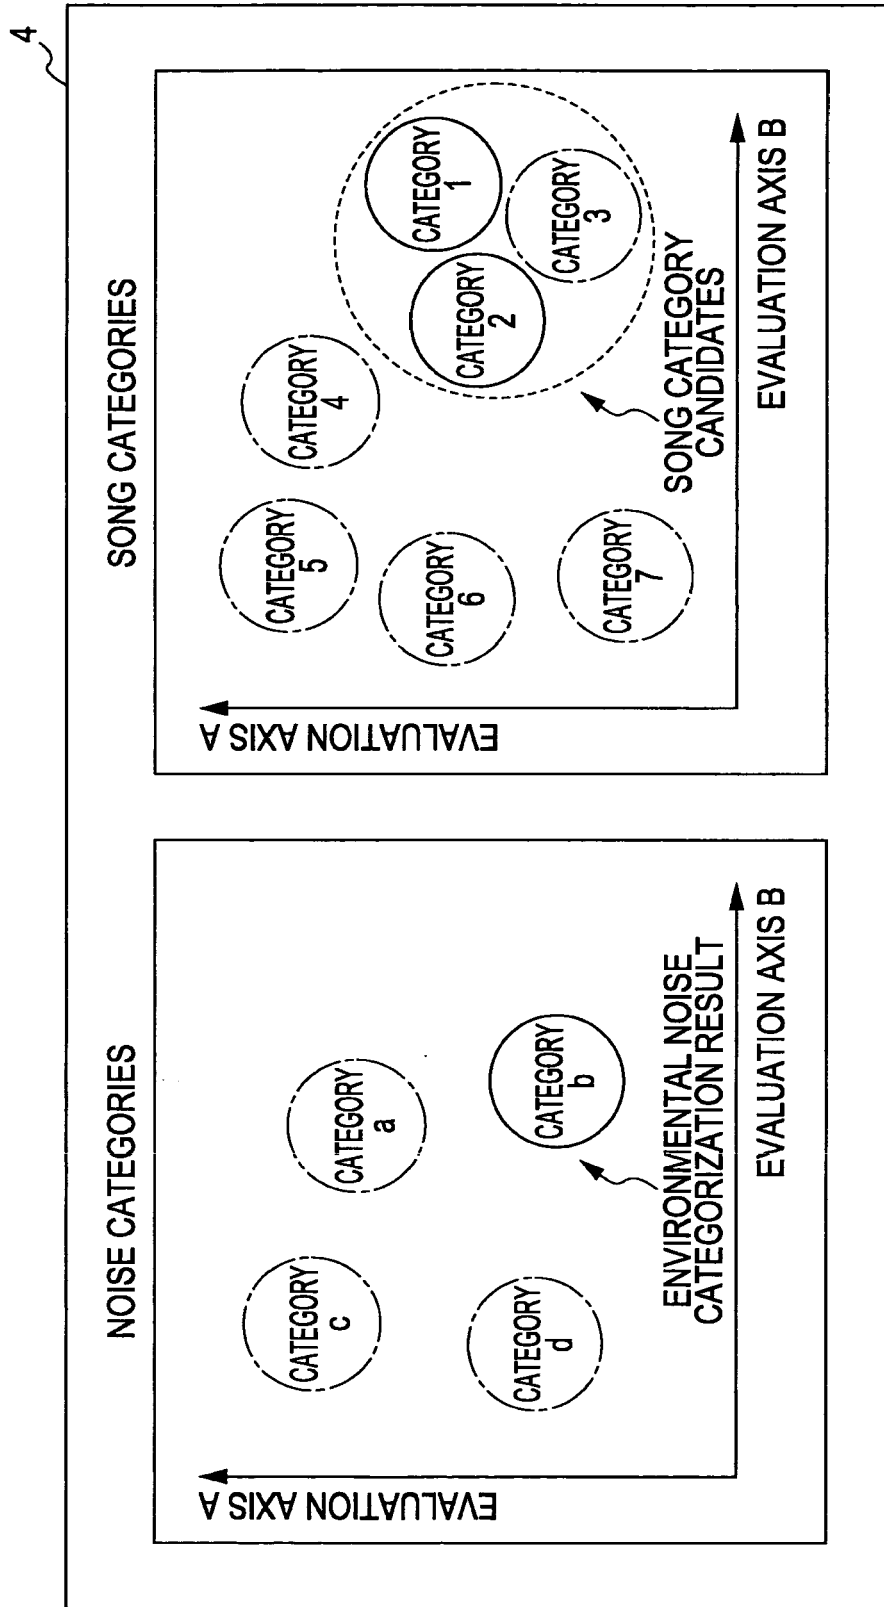 4
NOISE CATEGORIES
EVALUATION AXIS A
CATEGORY
c
CATEGORY
a
CATEGORY
d
CATEGORY
b
ENVIRONMENTAL NOISE
CATEGORIZATION RESULT
EVALUATION AXIS B
SONG CATEGORIES
EVALUATION AXIS A
CATEGORY
5
CATEGORY
4
CATEGORY
6
CATEGORY
2
CATEGORY
1
CATEGORY
7
CATEGORY
3
SONG CATEGORY
CANDIDATES
EVALUATION AXIS B